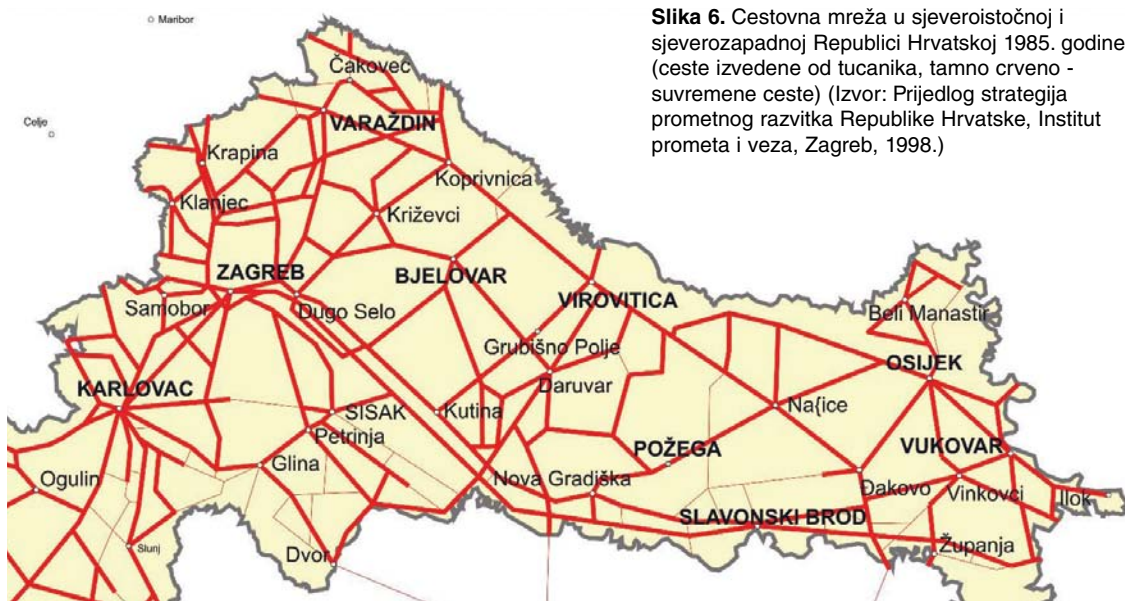 Slika 6. Cestovna mreža u sjeveroistočnoj i
sjeverozapadnoj Republici Hrvatskoj 1985. godine
(ceste izvedene od tucanika, tamno crveno -
suvremene ceste) (Izvor: Prijedlog strategija
prometnog razvitka Republike Hrvatske, Institut
prometa i veza, Zagreb, 1998.)
Maribor
Čakovec
Celje
VARAŽDIN
Krapina
Koprivnica
Klanjec
Križevci
ZAGREB
BJELOVAR
VIROVITICA
Samobor
Dugo Selo
Beli Manastir
Grubišno Polje
OSIJEK
KARLOVAC
Daruvar
SISAK
Kutina
Na{ice
Petrinja
POŽEGA
VUKOVAR
Glina
Nova Gradiška
Ogulin
Đakovo
Vinkovci
Ilok
SLAVONSKI BROD
Slunj
Dvor
Županja